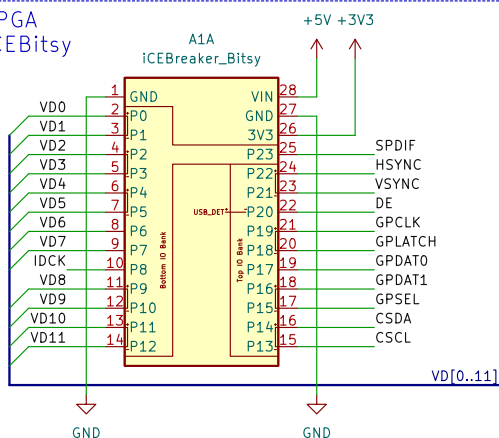 PGA
CEBitsy
+5V +3V3
A1A
iCEBreaker_Bitsy
1 GND VIN 28
VD0 2 P0 GND 27
VD1 3 P1 3V3 26
VD2 4 P2 P23 25 SPDIF
VD3 5 P3 P22 24 HSYNC
VD4 6 P4 P21 23 VSYNC
VD5 7 P5 USB_DET P20 22 DE
VD6 8 P6 P19 21 GPCLK
VD7 9 P7 P18 20 GPLATCH
IDCK 10 P8 P17 19 GPDAT0
VD8 11 P9 P16 18 GPDAT1
VD9 12 P10 P15 17 GPSEL
VD10 13 P11 P14 16 CSDA
VD11 14 P12 P13 15 CSCL
Bottom IO Bank
Top IO Bank
VD[0..11]
GND GND